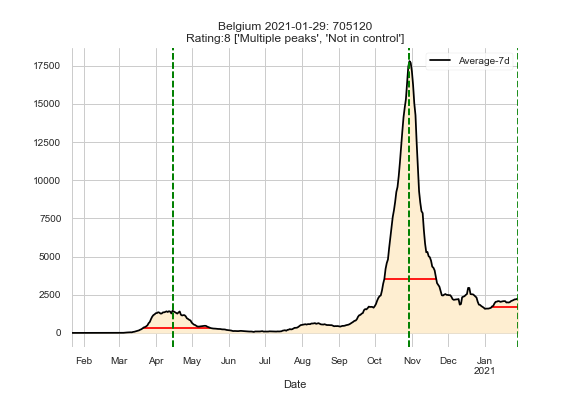 Belgium 2021-01-29: 705120
Rating:8 ['Multiple peaks', 'Not in control']
Average-7d
17500
15000
12500
10000
7500
5000
2500
0
Feb Mar Apr May Jun Jul Aug Sep Oct Nov Dec Jan
2021
Date